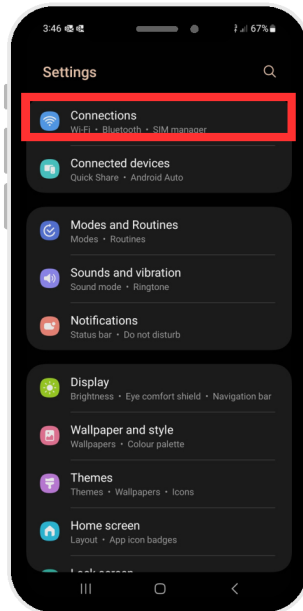 3:46
67%
Settings
Connections
Wi-Fi • Bluetooth • SIM manager
Connected devices
Quick Share • Android Auto
Modes and Routines
Modes • Routines
Sounds and vibration
Sound mode • Ringtone
Notifications
Status bar • Do not disturb
Display
Brightness • Eye comfort shield • Navigation bar
Wallpaper and style
Wallpapers • Colour palette
Themes
Themes • Wallpapers • Icons
Home screen
Layout • App icon badges
Lock screen